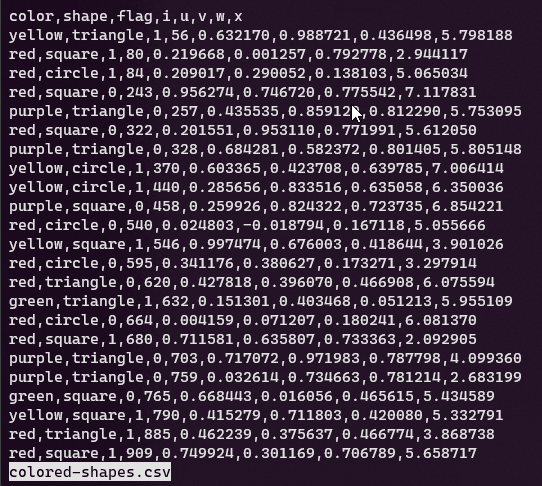 color,shape,flag,i,u,v,w,x
yellow,triangle,1,56,0.632170,0.988721,0.436498,5.798188
red,square,1,80,0.219668,0.001257,0.792778,2.944117
red,circle,1,84,0.209017,0.290052,0.138103,5.065034
red,square,0,243,0.956274,0.746720,0.775542,7.117831
purple,triangle,0,257,0.435535,0.859129,0.812290,5.753095
red,square,0,322,0.201551,0.953110,0.771991,5.612050
purple,triangle,0,328,0.684281,0.582372,0.801405,5.805148
yellow,circle,1,370,0.603365,0.423708,0.639785,7.006414
yellow,circle,1,440,0.285656,0.833516,0.635058,6.350036
purple,square,0,458,0.259926,0.824322,0.723735,6.854221
red,circle,0,540,0.024803,-0.018794,0.167118,5.055666
yellow,square,1,546,0.997474,0.676003,0.418644,3.901026
red,circle,0,595,0.341176,0.380627,0.173271,3.297914
red,triangle,0,620,0.427818,0.396070,0.466908,6.075594
green,triangle,1,632,0.151301,0.403468,0.051213,5.955109
red,circle,0,664,0.004159,0.071207,0.180241,6.081370
red,square,1,680,0.711581,0.635807,0.733363,2.092905
purple,triangle,0,703,0.717072,0.971983,0.787798,4.099360
purple,triangle,0,759,0.032614,0.734663,0.781214,2.683199
green,square,0,765,0.668443,0.016056,0.465615,5.434589
yellow,square,1,790,0.415279,0.711803,0.420080,5.332791
red,triangle,1,885,0.462239,0.375637,0.466774,3.868738
red,square,1,909,0.749924,0.301169,0.706789,5.658717
colored-shapes.csv